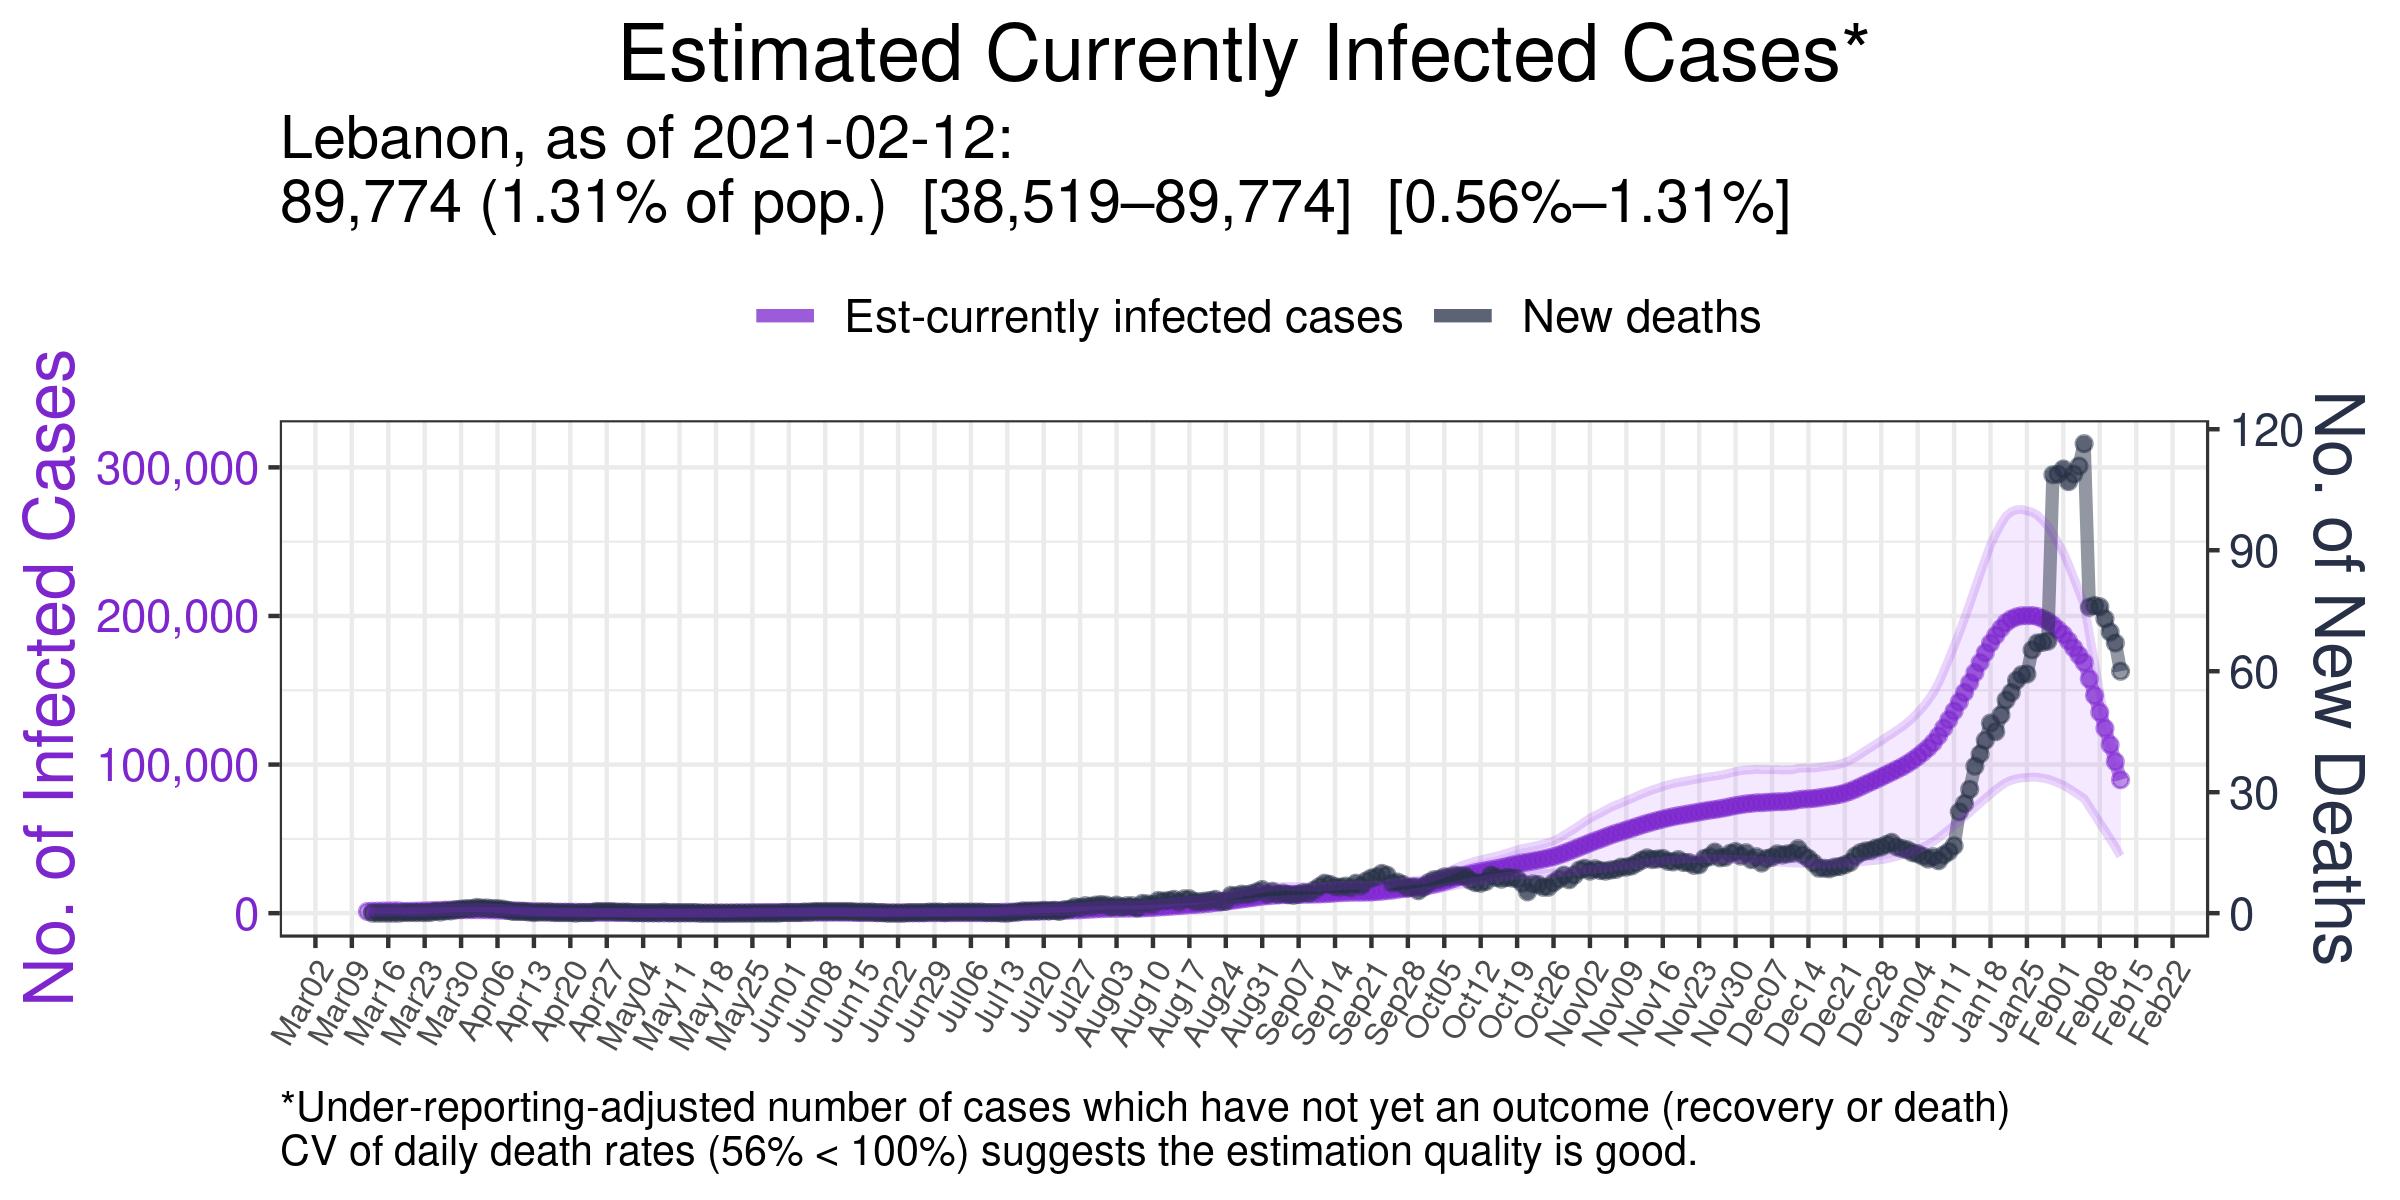 Estimated Currently Infected Cases*
Lebanon, as of 2021-02-12:
89,774 (1.31% of pop.)  [38,519–89,774]  [0.56%–1.31%]
Est-currently infected cases
New deaths
No. of Infected Cases
300,000
200,000
100,000
0
120
90
60
30
0
No. of New Deaths
Mar02
Mar09
Mar16
Mar23
Mar30
Apr06
Apr13
Apr20
Apr27
May04
May11
May18
May25
Jun01
Jun08
Jun15
Jun22
Jun29
Jul06
Jul13
Jul20
Jul27
Aug03
Aug10
Aug17
Aug24
Aug31
Sep07
Sep14
Sep21
Sep28
Oct05
Oct12
Oct19
Oct26
Nov02
Nov09
Nov16
Nov23
Nov30
Dec07
Dec14
Dec21
Dec28
Jan04
Jan11
Jan18
Jan25
Feb01
Feb08
Feb15
Feb22
*Under-reporting-adjusted number of cases which have not yet an outcome (recovery or death)
CV of daily death rates (56% < 100%) suggests the estimation quality is good.